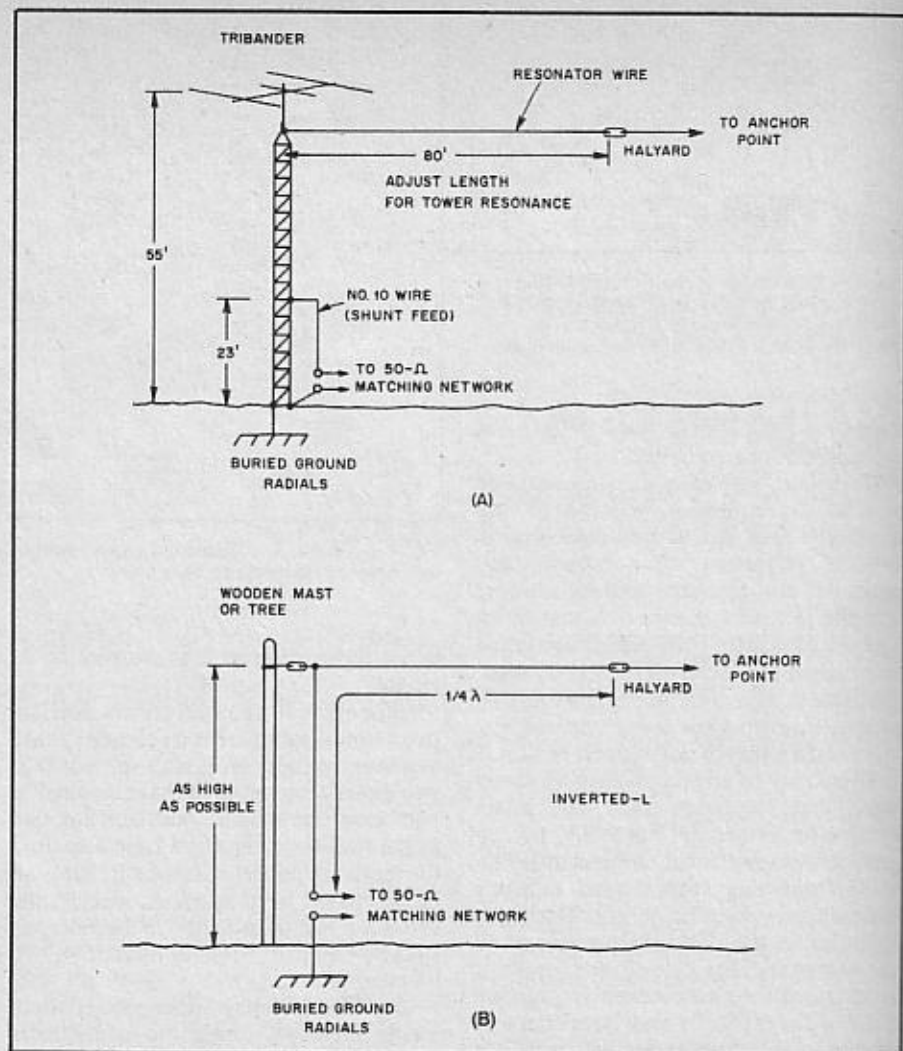 TRIBANDER
RESONATOR WIRE
TO ANCHOR
POINT
HALYARD
80'
ADJUST LENGTH
FOR TOWER RESONANCE
55'
NO. 10 WIRE
(SHUNT FEED)
23'
TO 50-Ω
MATCHING NETWORK
BURIED GROUND
RADIALS
(A)
WOODEN MAST
OR TREE
TO ANCHOR
POINT
HALYARD
1/4 λ
AS HIGH
AS POSSIBLE
INVERTED-L
TO 50-Ω
MATCHING NETWORK
BURIED GROUND
RADIALS
(B)